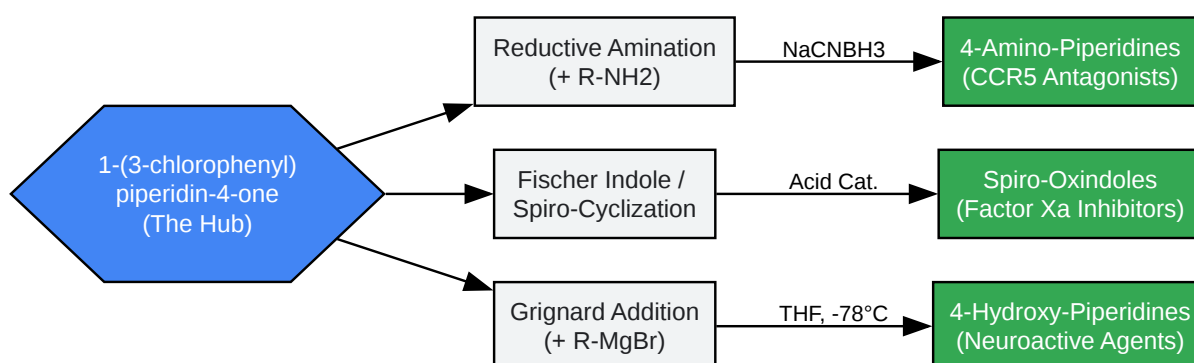 1-(3-chlorophenyl)
piperidin-4-one
(The Hub)
Reductive Amination
(+ R-NH2)
NaCNBH3
4-Amino-Piperidines
(CCR5 Antagonists)
Fischer Indole /
Spiro-Cyclization
Acid Cat.
Spiro-Oxindoles
(Factor Xa Inhibitors)
Grignard Addition
(+ R-MgBr)
THF, -78°C
4-Hydroxy-Piperidines
(Neuroactive Agents)